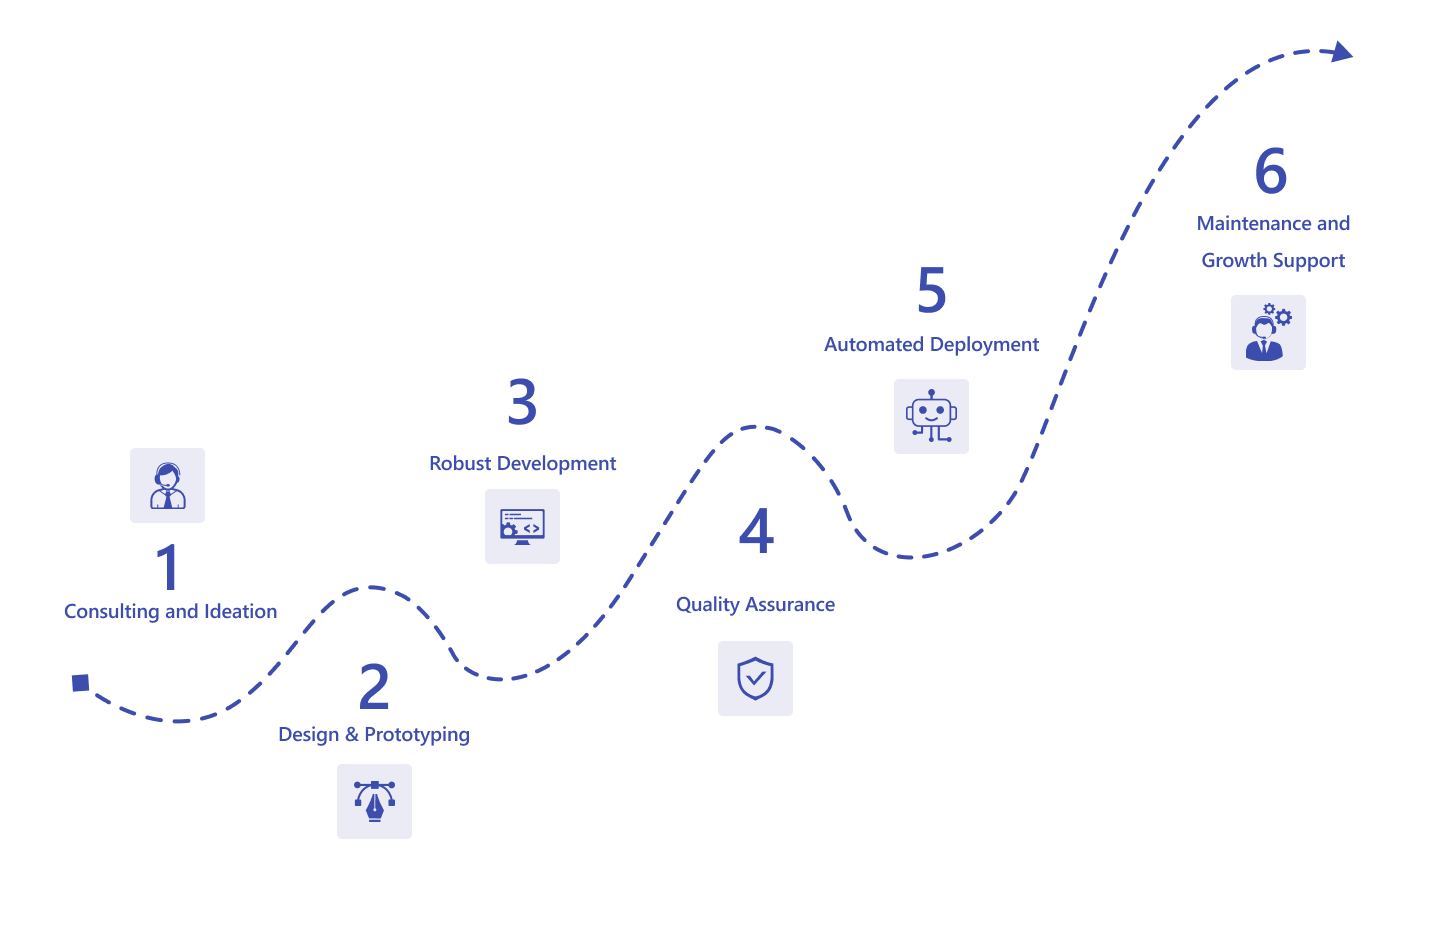 1
Consulting and Ideation
2
Design & Prototyping
3
Robust Development
4
Quality Assurance
5
Automated Deployment
6
Maintenance and
Growth Support